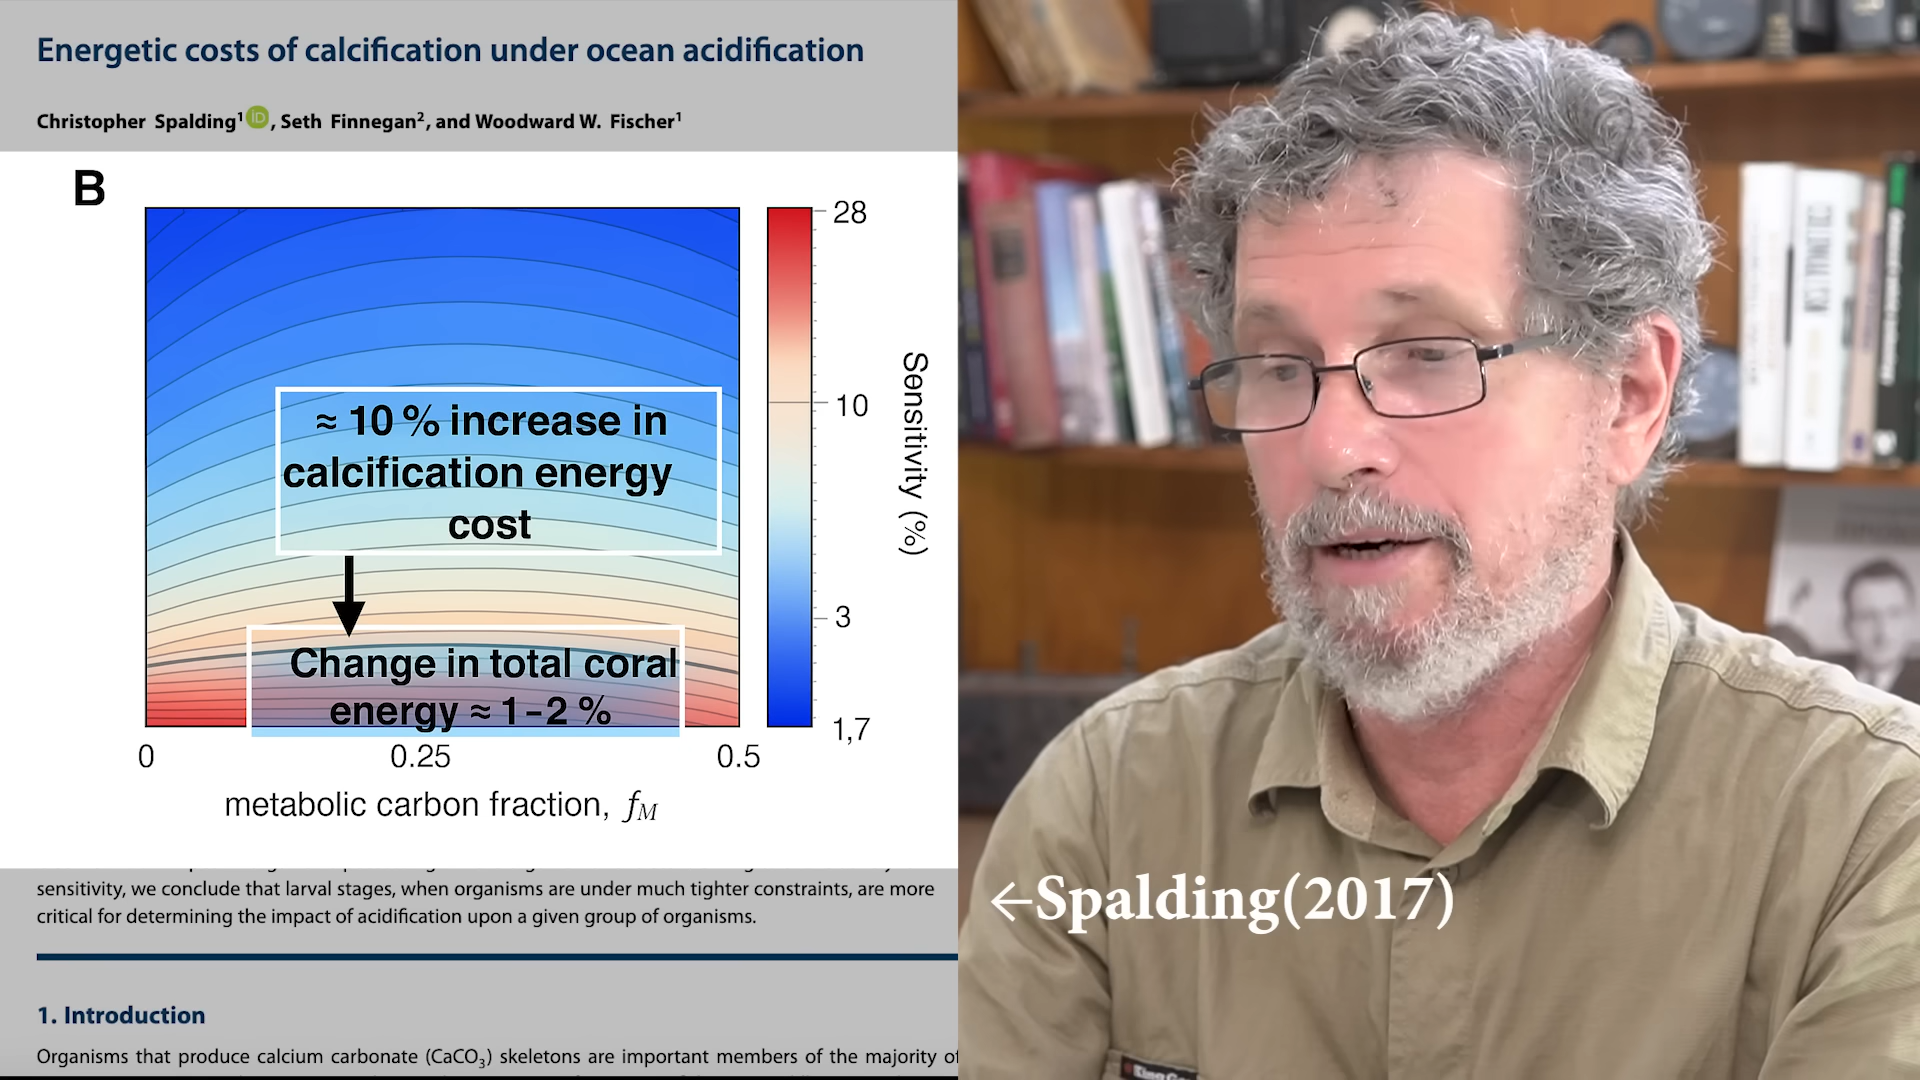 Energetic costs of calcification under ocean acidification
Christopher Spalding¹ iD, Seth Finnegan², and Woodward W. Fischer¹
B
28
10
3
1,7
Sensitivity (%)
≈ 10 % increase in
calcification energy
cost
Change in total coral
energy ≈ 1–2 %
0 0.25 0.5
metabolic carbon fraction, fM
sensitivity, we conclude that larval stages, when organisms are under much tighter constraints, are more
critical for determining the impact of acidification upon a given group of organisms.
1. Introduction
Organisms that produce calcium carbonate (CaCO₃) skeletons are important members of the majority of
←Spalding(2017)